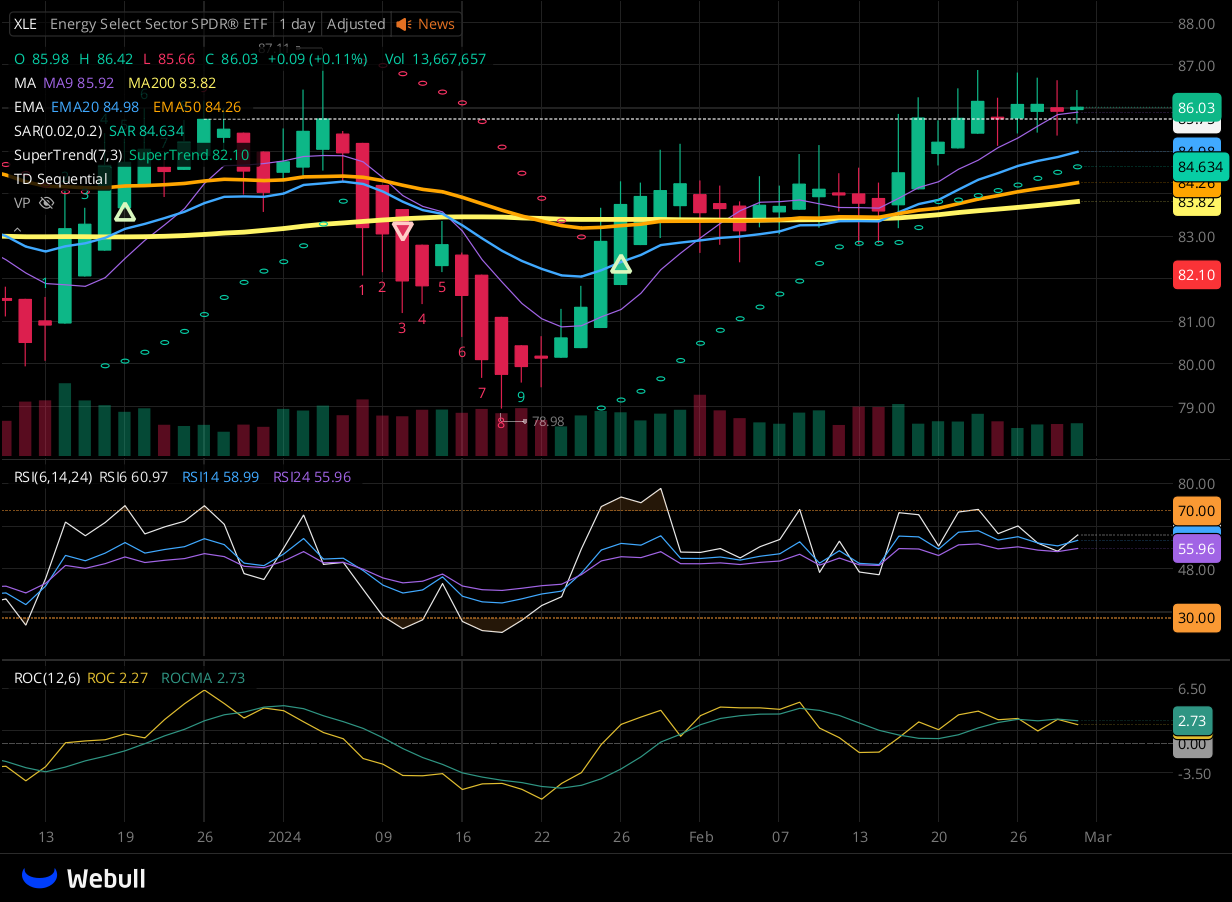 XLE Energy Select Sector SPDR® ETF 1 day Adjusted News
O 85.98 H 86.42 L 85.66 C 86.03 +0.09 (+0.11%) Vol 13,667,657
MA MA9 85.92 MA200 83.82
EMA EMA20 84.98 EMA50 84.26
SAR(0.02,0.2) SAR 84.634
SuperTrend(7,3) SuperTrend 82.10
TD Sequential
VP
88.00
87.00
86.03
84.634
83.82
83.00
82.10
81.00
80.00
79.00
1 2 3 4 5 6 7 8 9
78.98
RSI(6,14,24) RSI6 60.97 RSI14 58.99 RSI24 55.96
80.00
70.00
55.96
48.00
30.00
ROC(12,6) ROC 2.27 ROCMA 2.73
6.50
2.73
0.00
-3.50
13 19 26 2024 09 16 22 26 Feb 07 13 20 26 Mar
Webull